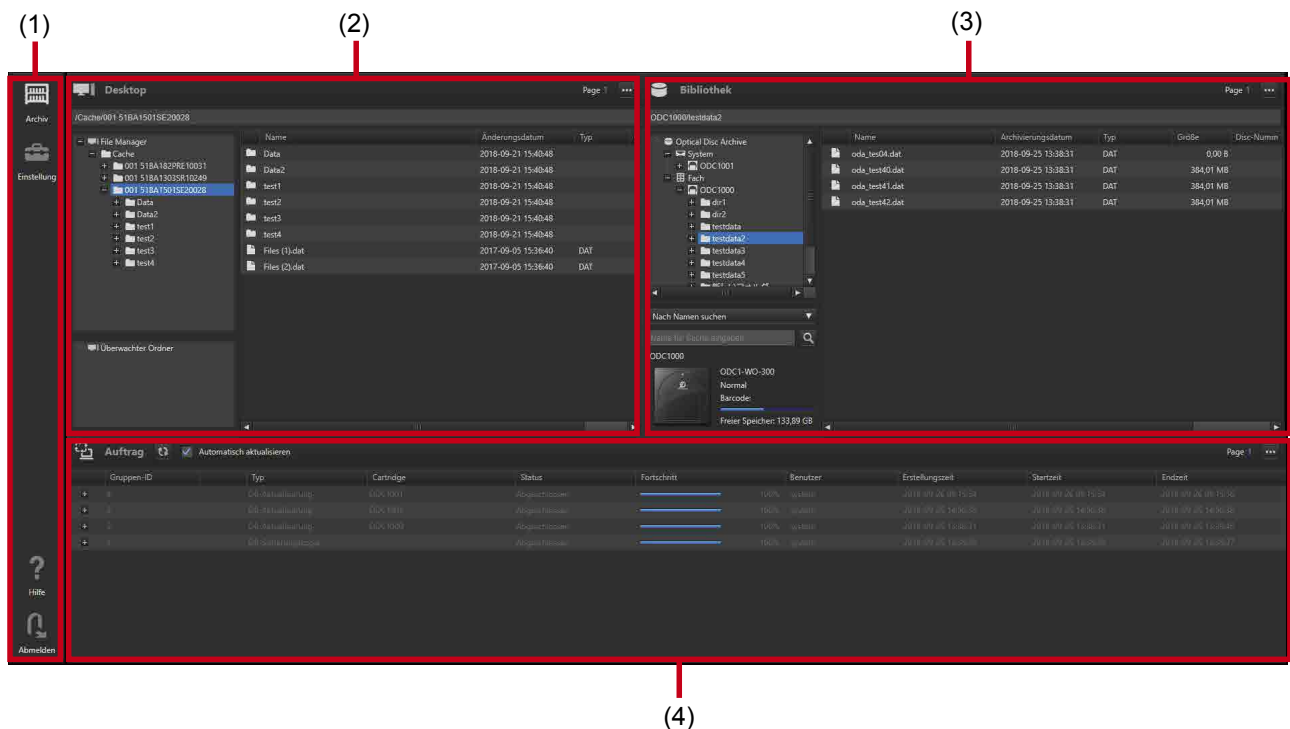 (1)
(2)
(3)
Archiv
Einstellung
Hilfe
Abmelden
Desktop
Page 1
/Cache/001 51BA1501SE20028
File Manager
Cache
001 51BA182PRE10031
001 51BA1303SR10249
001 51BA1501SE20028
Data
Data2
test1
test2
test3
test4
Überwachter Ordner
Name Änderungsdatum Typ
Data 2018-09-21 15:40:48
Data2 2018-09-21 15:40:48
test1 2018-09-21 15:40:48
test2 2018-09-21 15:40:48
test3 2018-09-21 15:40:48
test4 2018-09-21 15:40:48
Files (1).dat 2017-09-05 15:36:40 DAT
Files (2).dat 2017-09-05 15:36:40 DAT
Bibliothek
Page 1
ODC1000/testdata2
Optical Disc Archive
System
ODC1001
Fach
ODC1000
dir1
dir2
testdata
testdata2
testdata3
testdata4
testdata5
Nach Namen suchen
ODC1000
ODC1-WO-300
Normal
Barcode:
Freier Speicher: 133,89 GB
Name Archivierungsdatum Typ Größe Disc-Numm
oda_tes04.dat 2018-09-25 13:38:31 DAT 0,00 B
oda_test40.dat 2018-09-25 13:38:31 DAT 384,01 MB
oda_test41.dat 2018-09-25 13:38:31 DAT 384,01 MB
oda_test42.dat 2018-09-25 13:38:31 DAT 384,01 MB
Auftrag Automatisch aktualisieren
Page 1
Gruppen-ID Typ Cartridge Status Fortschritt Benutzer Erstellungszeit Startzeit Endzeit
100%
100%
100%
100%
(4)